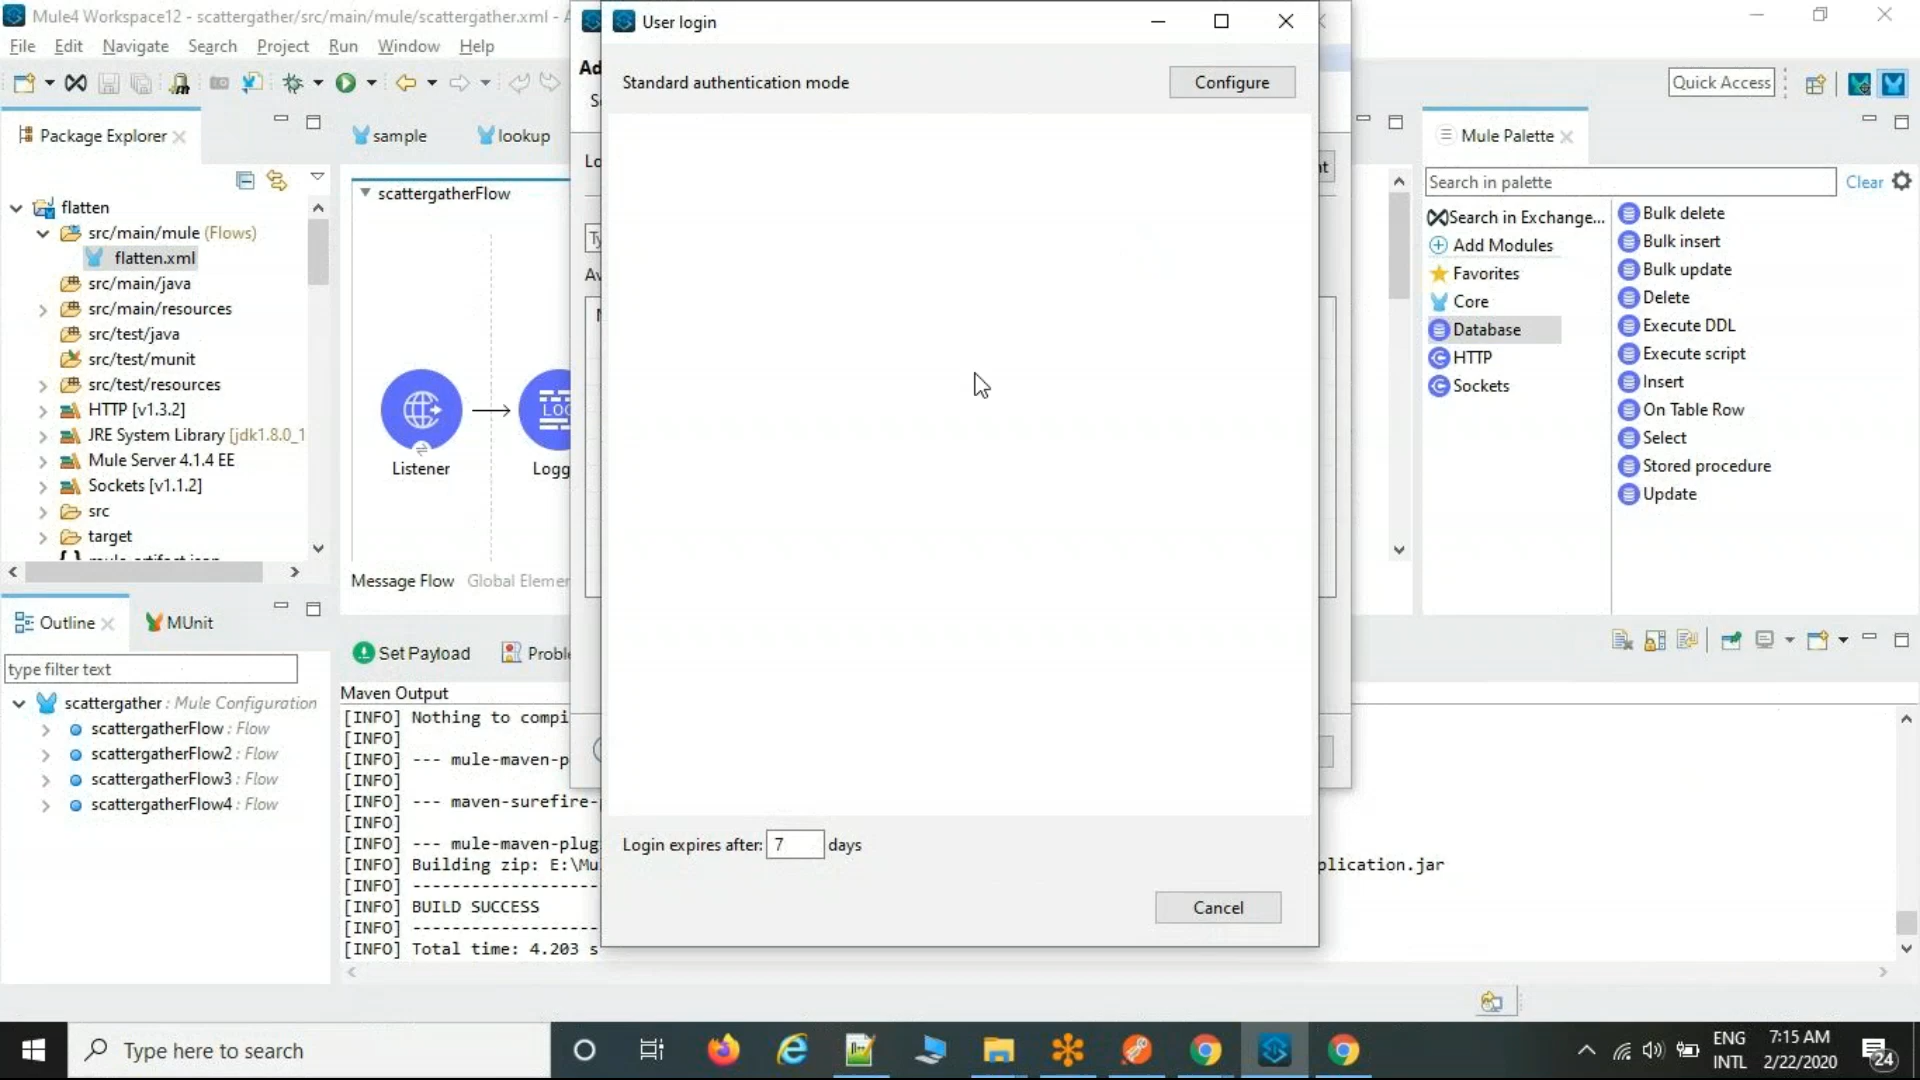 Mule4 Workspace12 - scattergather/src/main/mule/scattergather.xml - A
File Edit Navigate Search Project Run Window Help
Quick Access
Package Explorer
flatten
src/main/mule (Flows)
flatten.xml
src/main/java
src/main/resources
src/test/java
src/test/munit
src/test/resources
HTTP [v1.3.2]
JRE System Library [jdk1.8.0_1
Mule Server 4.1.4 EE
Sockets [v1.1.2]
src
target
Outline
MUnit
type filter text
scattergather : Mule Configuration
scattergatherFlow : Flow
scattergatherFlow2 : Flow
scattergatherFlow3 : Flow
scattergatherFlow4 : Flow
sample
lookup
scattergatherFlow
Listener
Logg
LOG
Message Flow
Global Elemen
Set Payload
Proble
Maven Output
[INFO] Nothing to compi
[INFO]
[INFO] --- mule-maven-p
[INFO]
[INFO] --- maven-surefire-
[INFO]
[INFO] --- mule-maven-plug
[INFO] Building zip: E:\Mu
plication.jar
[INFO] --------------------
[INFO] BUILD SUCCESS
[INFO] --------------------
[INFO] Total time: 4.203 s
Ad
S
Lo
Ty
Av
nt
User login
Standard authentication mode
Configure
Login expires after: 7 days
Cancel
Mule Palette
Search in palette
Clear
Search in Exchange...
Add Modules
Favorites
Core
Database
HTTP
Sockets
Bulk delete
Bulk insert
Bulk update
Delete
Execute DDL
Execute script
Insert
On Table Row
Select
Stored procedure
Update
Type here to search
ENG
INTL
7:15 AM
2/22/2020
24